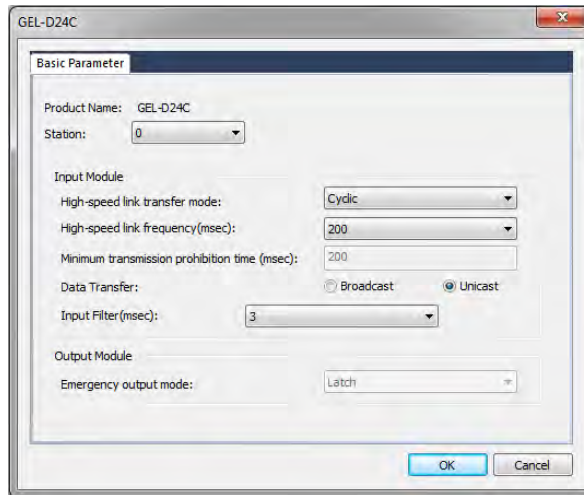 GEL-D24C
Basic Parameter
Product Name: GEL-D24C
Station: 0
Input Module
High-speed link transfer mode: Cyclic
High-speed link frequency(msec): 200
Minimum transmission prohibition time (msec): 200
Data Transfer: Broadcast Unicast
Input Filter(msec): 3
Output Module
Emergency output mode: Latch
OK Cancel